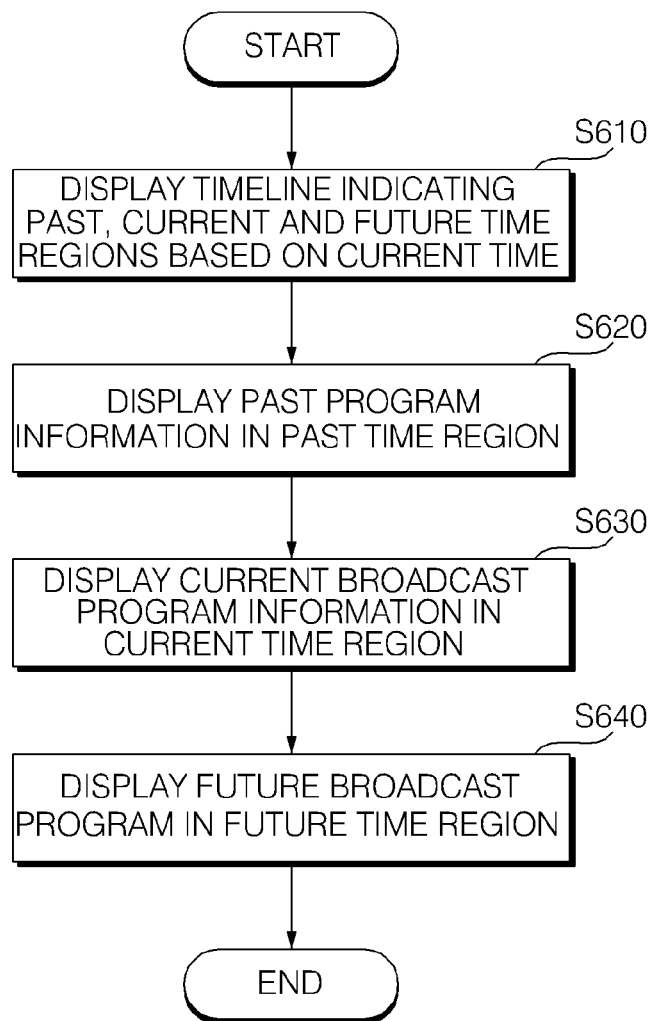 START
S610
DISPLAY TIMELINE INDICATING
PAST, CURRENT AND FUTURE TIME
REGIONS BASED ON CURRENT TIME
S620
DISPLAY PAST PROGRAM
INFORMATION IN PAST TIME REGION
S630
DISPLAY CURRENT BROADCAST
PROGRAM INFORMATION IN
CURRENT TIME REGION
S640
DISPLAY FUTURE BROADCAST
PROGRAM IN FUTURE TIME REGION
END